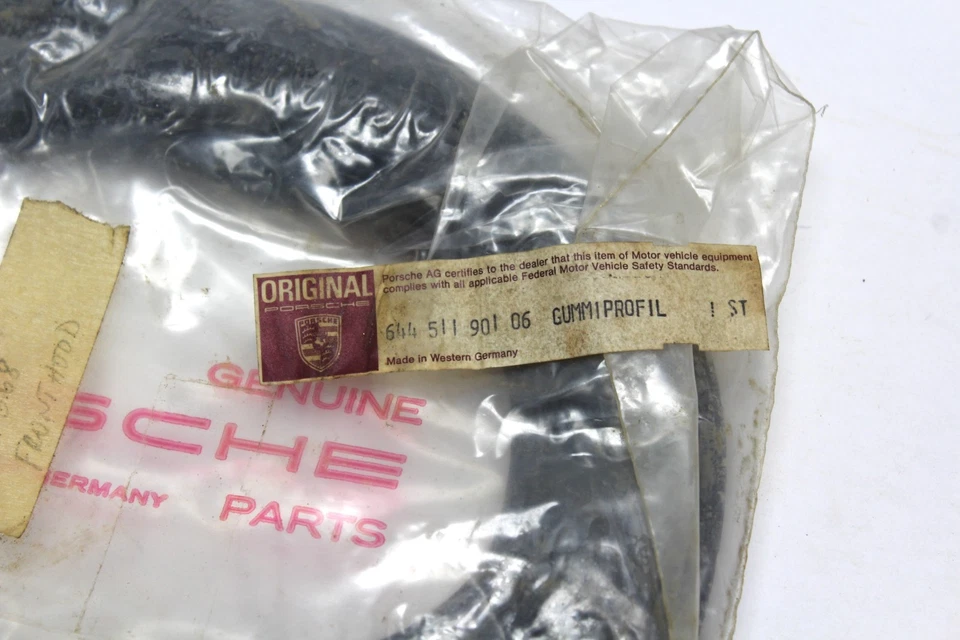 ORIGINAL
PORSCHE
PORSCHE
Porsche AG certifies to the dealer that this item of Motor vehicle equipment
complies with all applicable Federal Motor Vehicle Safety Standards.
644 511 901 06 GUMMIPROFIL 1 ST
Made in Western Germany
GENUINE
SCHE
ERMANY
PARTS
FRONT HOOD